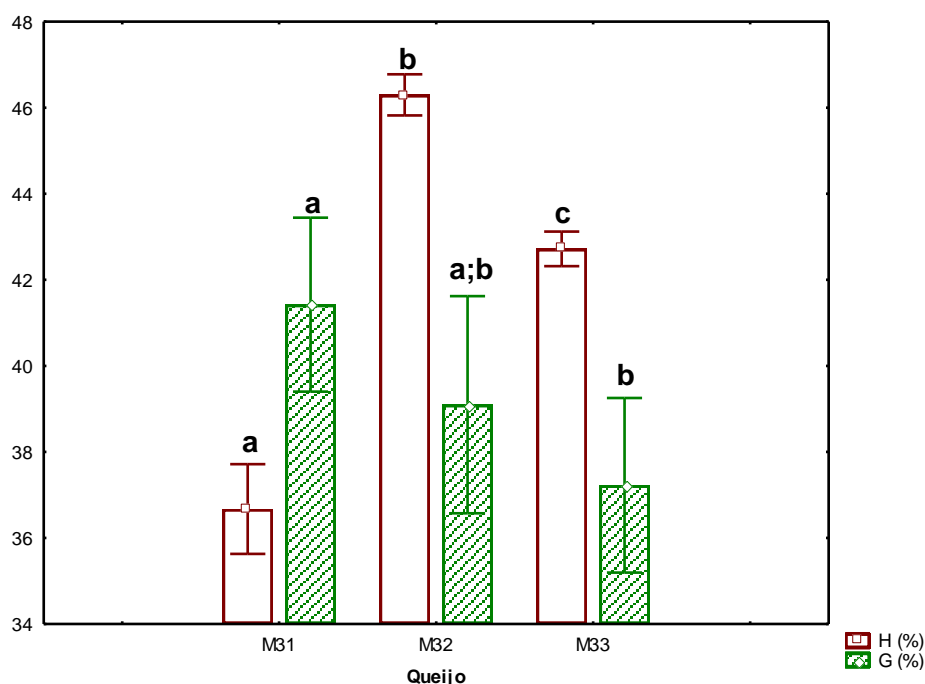 48
46
44
42
40
38
36
34
a
a
b
a;b
c
b
M31 M32 M33
Queijo
H (%)
G (%)